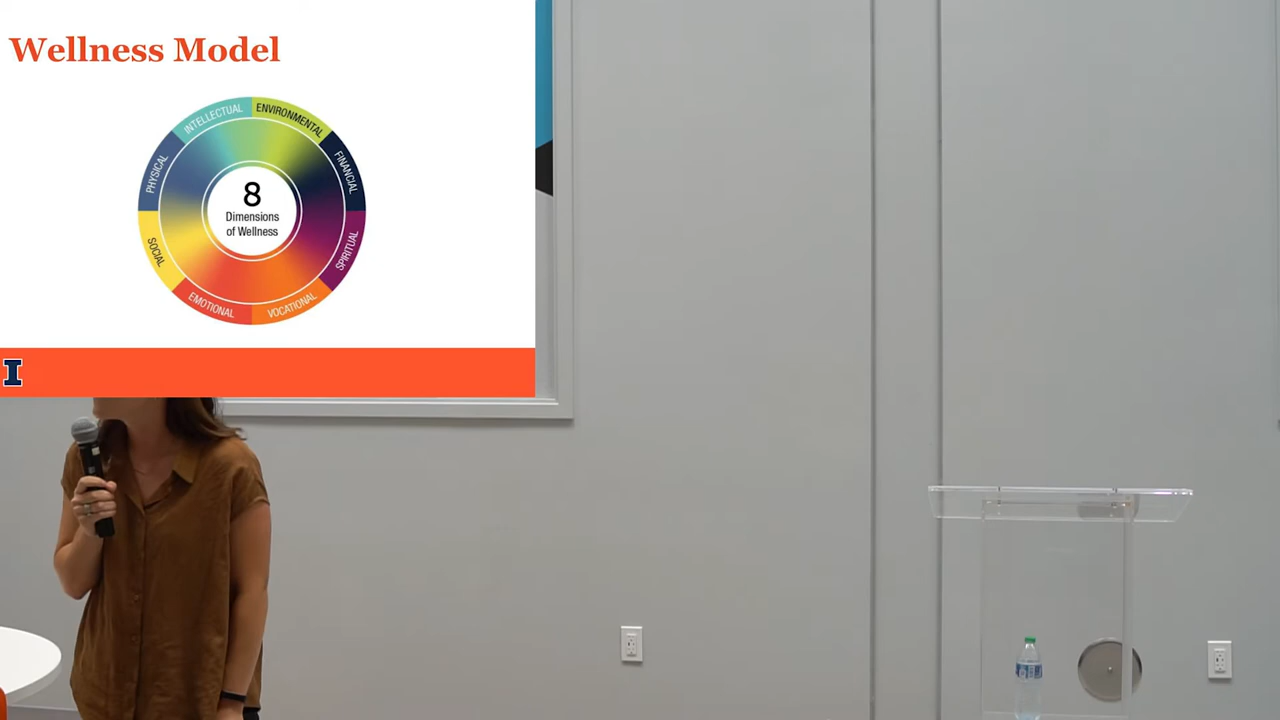 Wellness Model
INTELLECTUAL
ENVIRONMENTAL
FINANCIAL
SPIRITUAL
VOCATIONAL
EMOTIONAL
SOCIAL
PHYSICAL
8
Dimensions
of Wellness
I